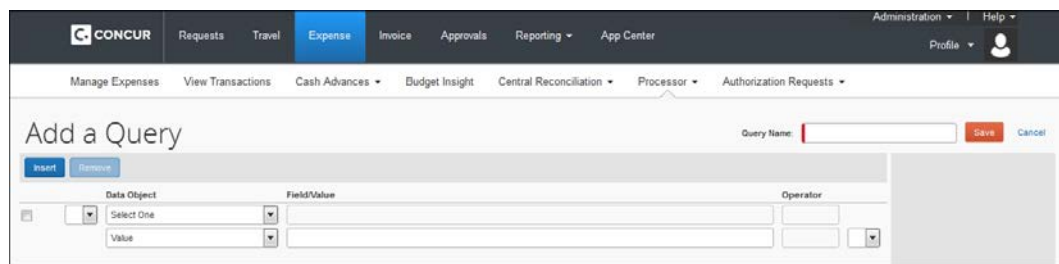 Administration | Help
C. CONCUR Requests Travel Expense Invoice Approvals Reporting App Center
Profile
Manage Expenses View Transactions Cash Advances Budget Insight Central Reconciliation Processor Authorization Requests
Add a Query
Query Name: Save Cancel
Insert Remove
Data Object Field/Value Operator
Select One
Value